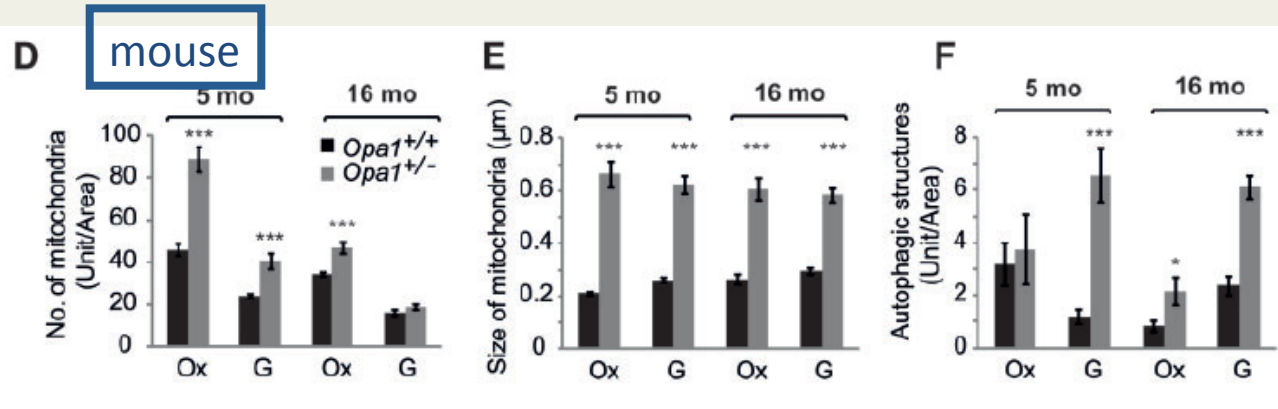 mouse
D
5 mo 16 mo
No. of mitochondria
(Unit/Area)
100
80
60
40
20
0
***
***
***
Opa1+/+
Opa1+/-
Ox G Ox G
E
5 mo 16 mo
Size of mitochondria (µm)
0.8
0.6
0.4
0.2
0
*** *** *** ***
Ox G Ox G
F
5 mo 16 mo
Autophagic structures
(Unit/Area)
8
6
4
2
0
***
*
***
Ox G Ox G